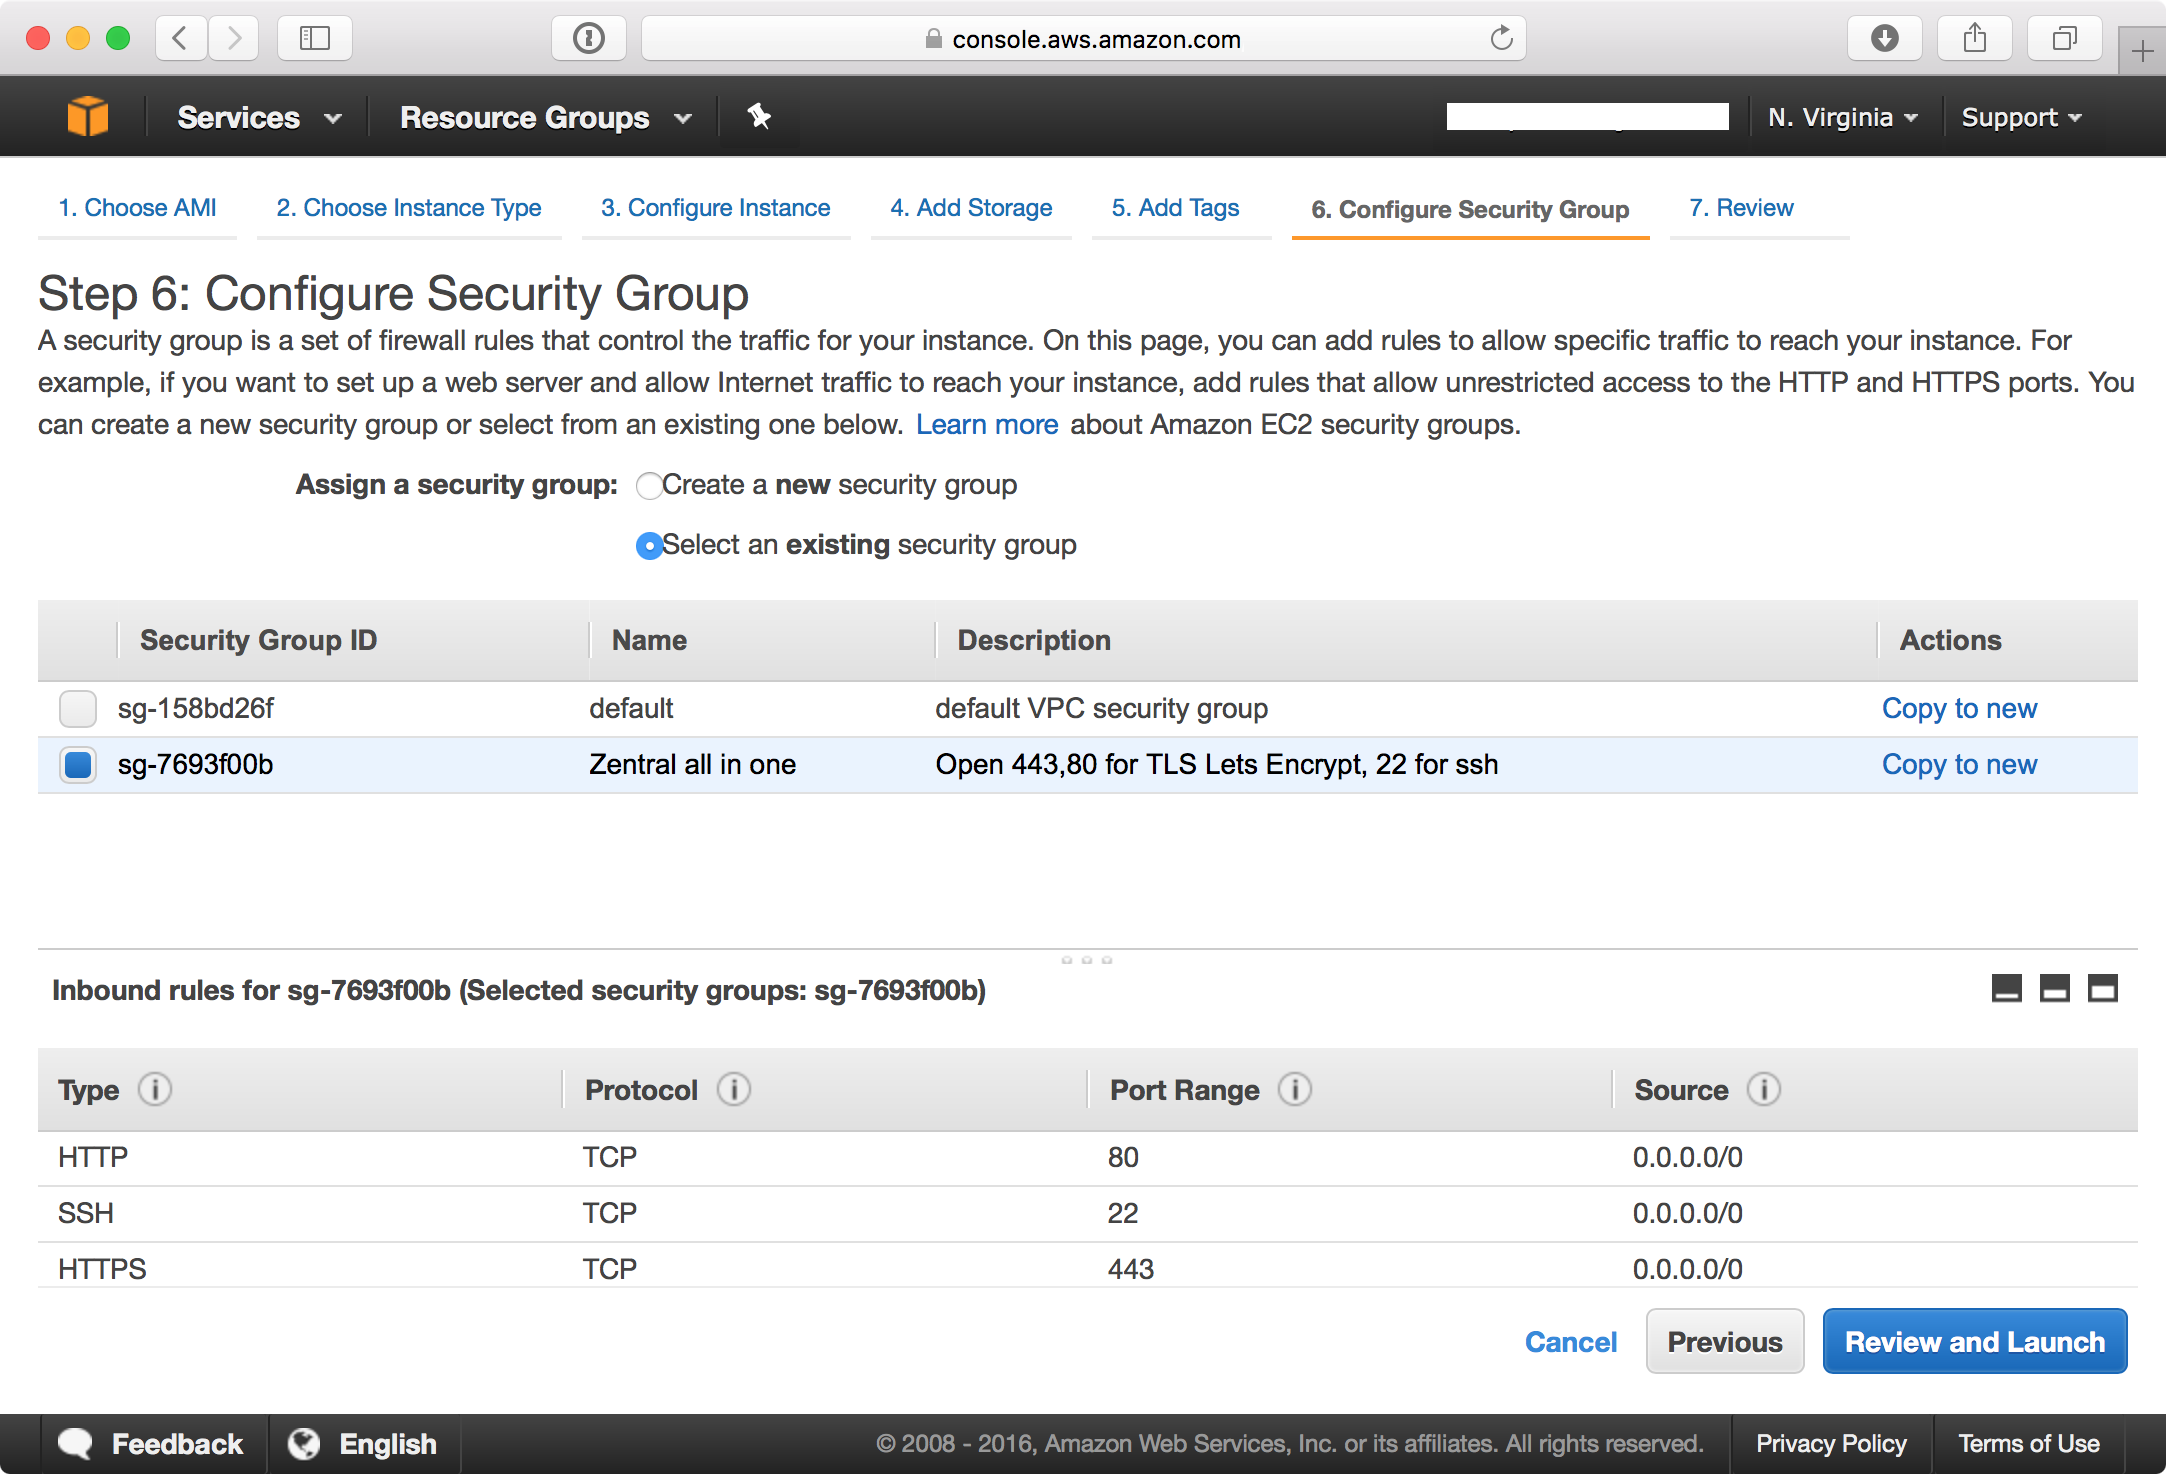 console.aws.amazon.com
Services Resource Groups N. Virginia Support
1. Choose AMI 2. Choose Instance Type 3. Configure Instance 4. Add Storage 5. Add Tags 6. Configure Security Group 7. Review
Step 6: Configure Security Group
A security group is a set of firewall rules that control the traffic for your instance. On this page, you can add rules to allow specific traffic to reach your instance. For
example, if you want to set up a web server and allow Internet traffic to reach your instance, add rules that allow unrestricted access to the HTTP and HTTPS ports. You
can create a new security group or select from an existing one below. Learn more about Amazon EC2 security groups.
Assign a security group: Create a new security group
Select an existing security group
Security Group ID Name Description Actions
sg-158bd26f default default VPC security group Copy to new
sg-7693f00b Zentral all in one Open 443,80 for TLS Lets Encrypt, 22 for ssh Copy to new
Inbound rules for sg-7693f00b (Selected security groups: sg-7693f00b)
Type Protocol Port Range Source
HTTP TCP 80 0.0.0.0/0
SSH TCP 22 0.0.0.0/0
HTTPS TCP 443 0.0.0.0/0
Cancel Previous Review and Launch
Feedback English © 2008 - 2016, Amazon Web Services, Inc. or its affiliates. All rights reserved. Privacy Policy Terms of Use